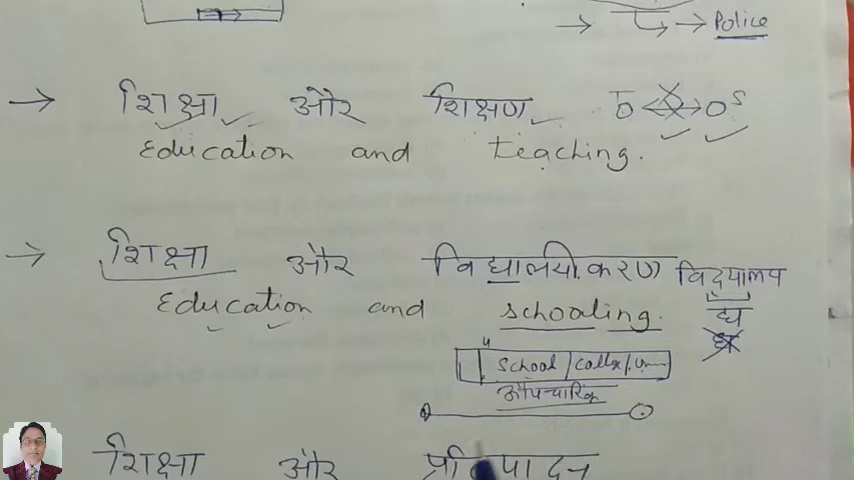 → → Police
→ शिक्षा और शिक्षण T S
Education and teaching.
→ शिक्षा और विद्यालयीकरण विद्यालय
Education and schooling. द्य
4
School / College /
औपचारिक
शिक्षा और प्रतिपादन